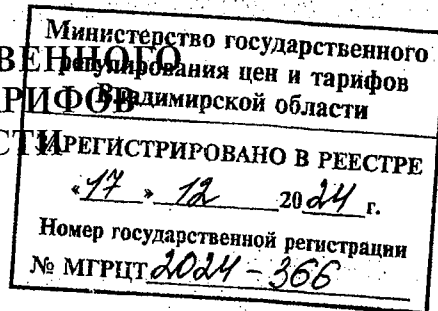 Министерство государственного
регулирования цен и тарифов
Владимирской области
ЗАРЕГИСТРИРОВАНО В РЕЕСТРЕ
«17» 12 2024 г.
Номер государственной регистрации
№ МГРЦТ 2024-366